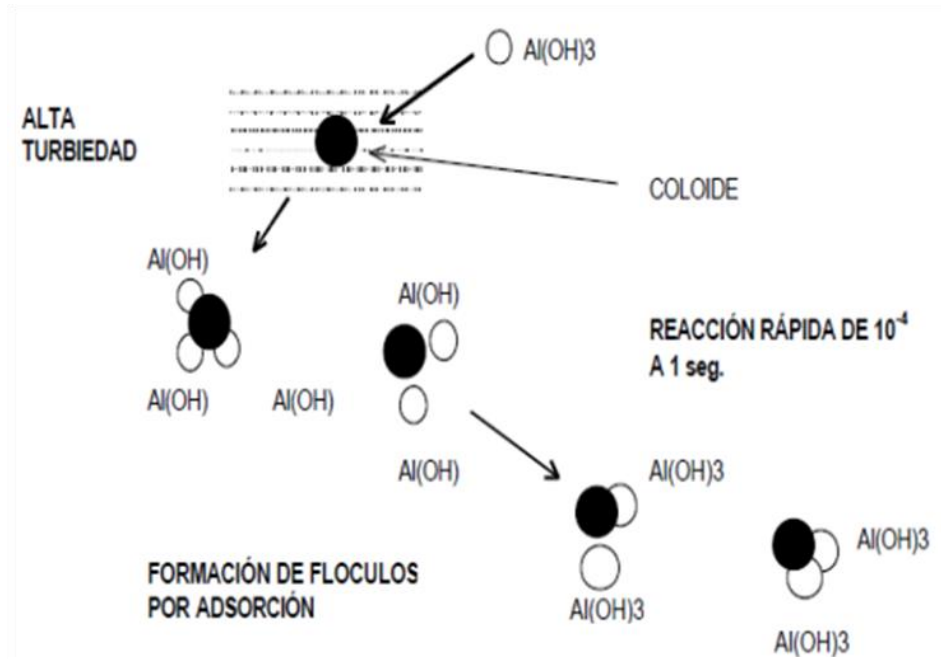 Al(OH)3
ALTA
TURBIEDAD
COLOIDE
Al(OH)
Al(OH)
REACCIÓN RÁPIDA DE 10⁻⁴
A 1 seg.
Al(OH)
Al(OH)
Al(OH)
Al(OH)3
Al(OH)3
FORMACIÓN DE FLOCULOS
POR ADSORCIÓN
Al(OH)3
Al(OH)3